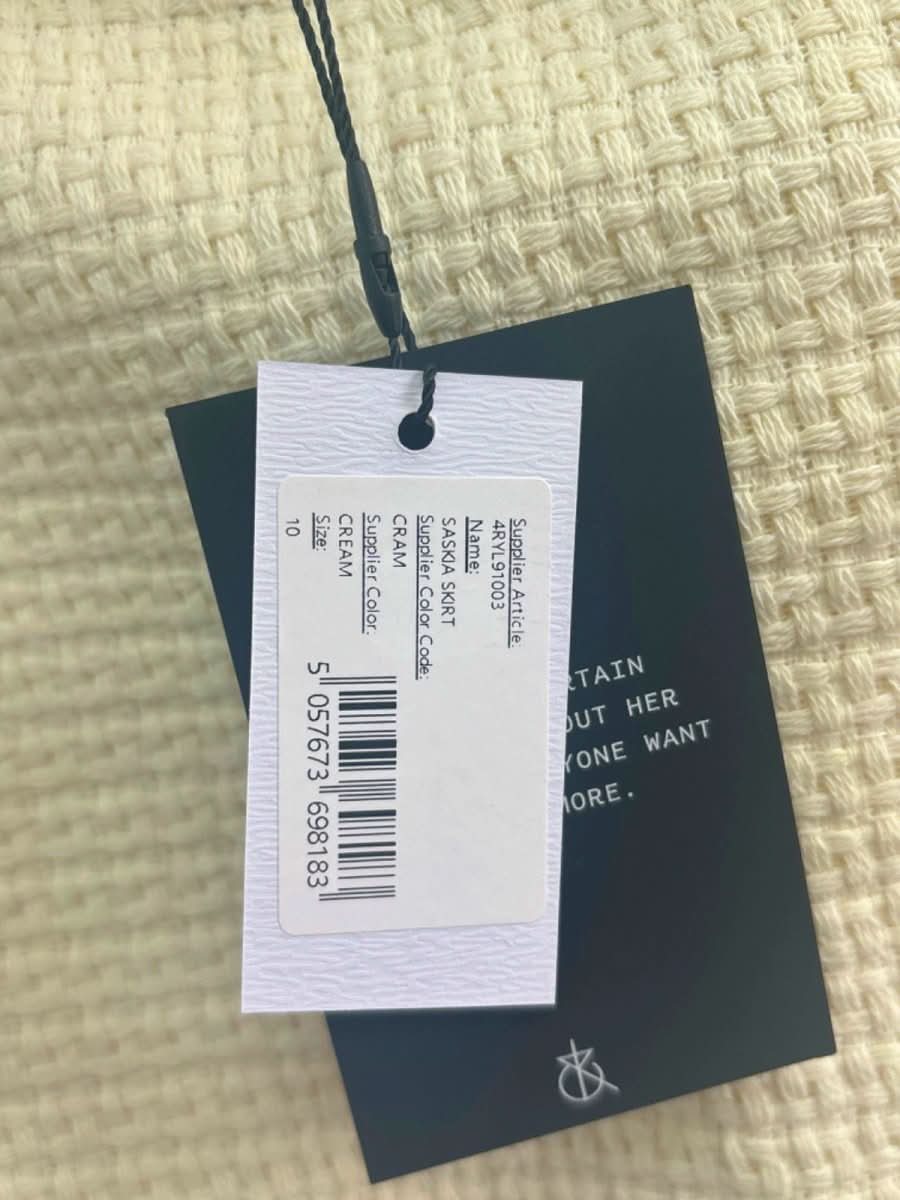 Supplier Article:
4RYL91003
Name:
SASKIA SKIRT
Supplier Color Code:
CRAM
Supplier Color:
CREAM
Size:
10
5 057673 698183
RTAIN
OUT HER
YONE WANT
MORE.